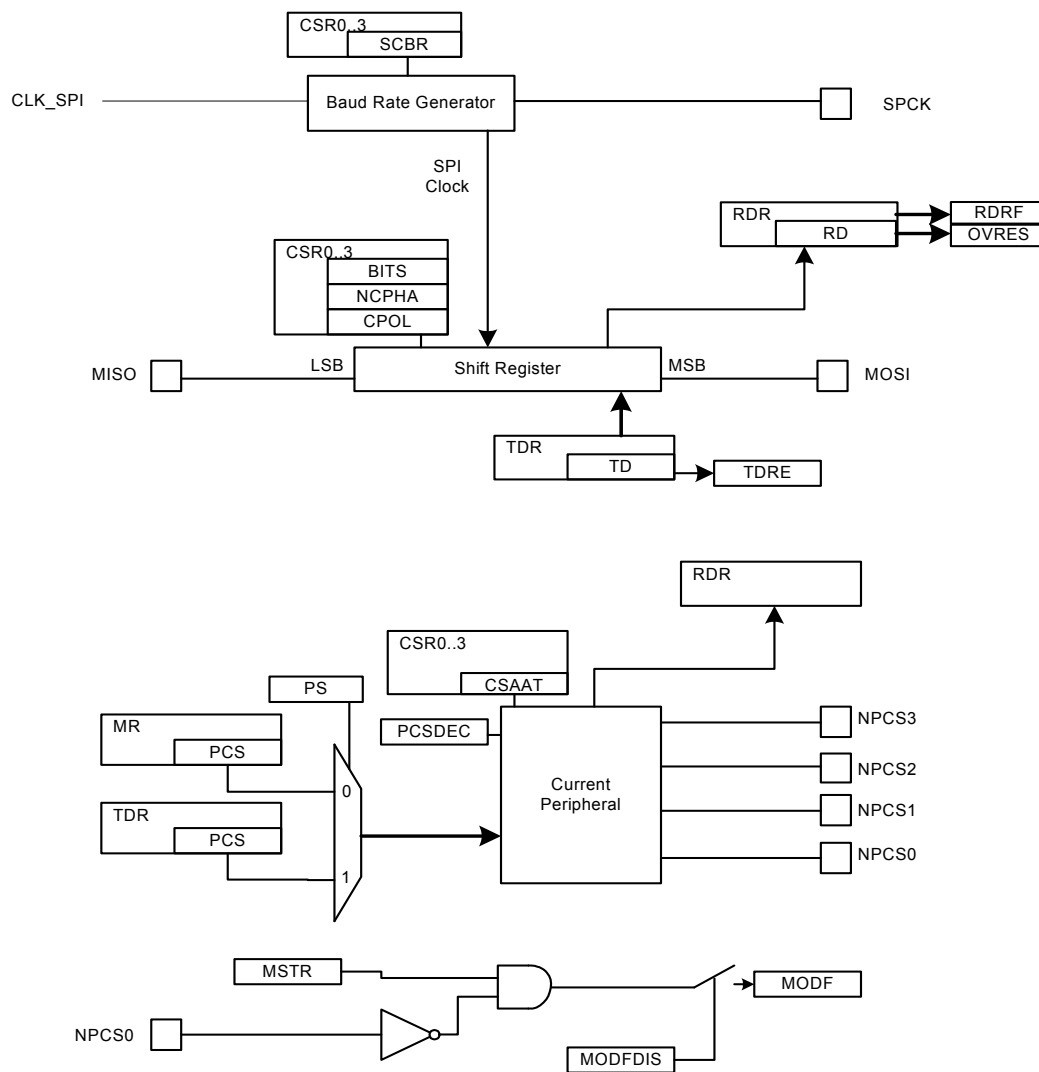 CSR0..3
SCBR
CLK_SPI
Baud Rate Generator
SPCK
SPI
Clock
RDR
RD
RDRF
OVRES
CSR0..3
BITS
NCPHA
CPOL
MISO
LSB
Shift Register
MSB
MOSI
TDR
TD
TDRE
RDR
CSR0..3
CSAAT
PS
PCSDEC
MR
PCS
0
TDR
PCS
1
Current
Peripheral
NPCS3
NPCS2
NPCS1
NPCS0
MSTR
MODF
NPCS0
MODFDIS